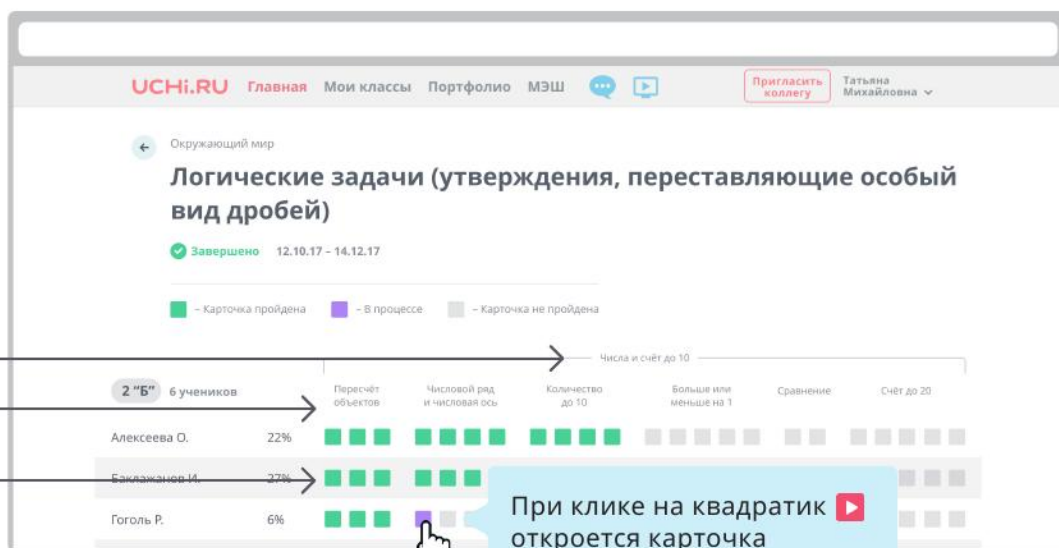 UCHi.RU Главная Мои классы Портфолио МЭШ Пригласить коллегу Татьяна Михайловна
Окружающий мир
Логические задачи (утверждения, переставляющие особый
вид дробей)
Завершено 12.10.17 – 14.12.17
– Карточка пройдена – В процессе – Карточка не пройдена
Числа и счёт до 10
2 "Б" 6 учеников
Пересчёт
объектов
Числовой ряд
и числовая ось
Количество
до 10
Больше или
меньше на 1
Сравнение
Счёт до 20
Алексеева О. 22%
Баклажанов И. 27%
Гоголь Р. 6%
При клике на квадратик
откроется карточка